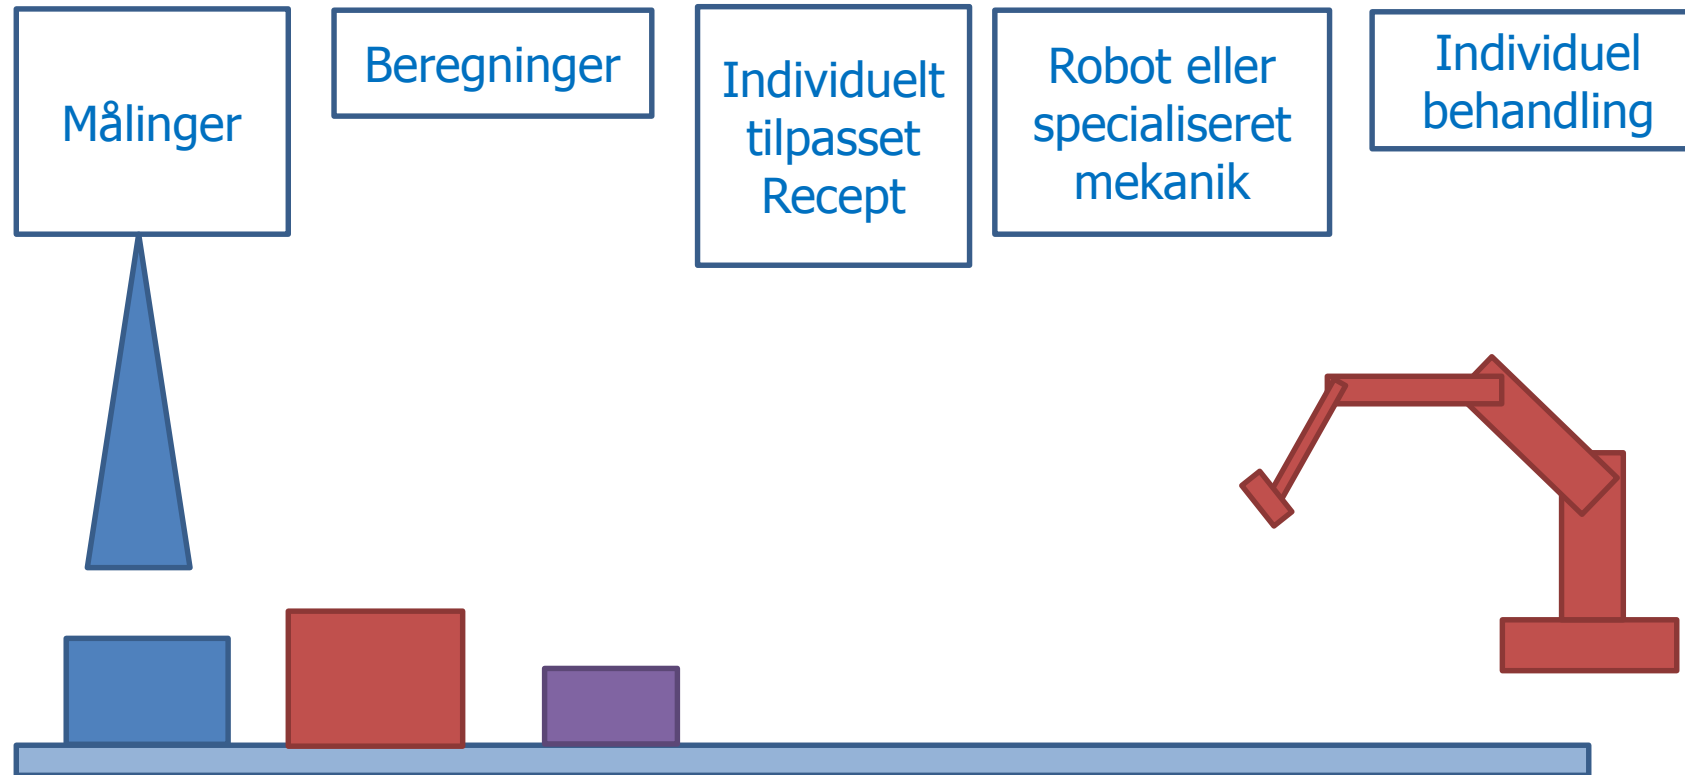 Målinger
Beregninger
Individuelt
tilpasset
Recept
Robot eller
specialiseret
mekanik
Individuel
behandling